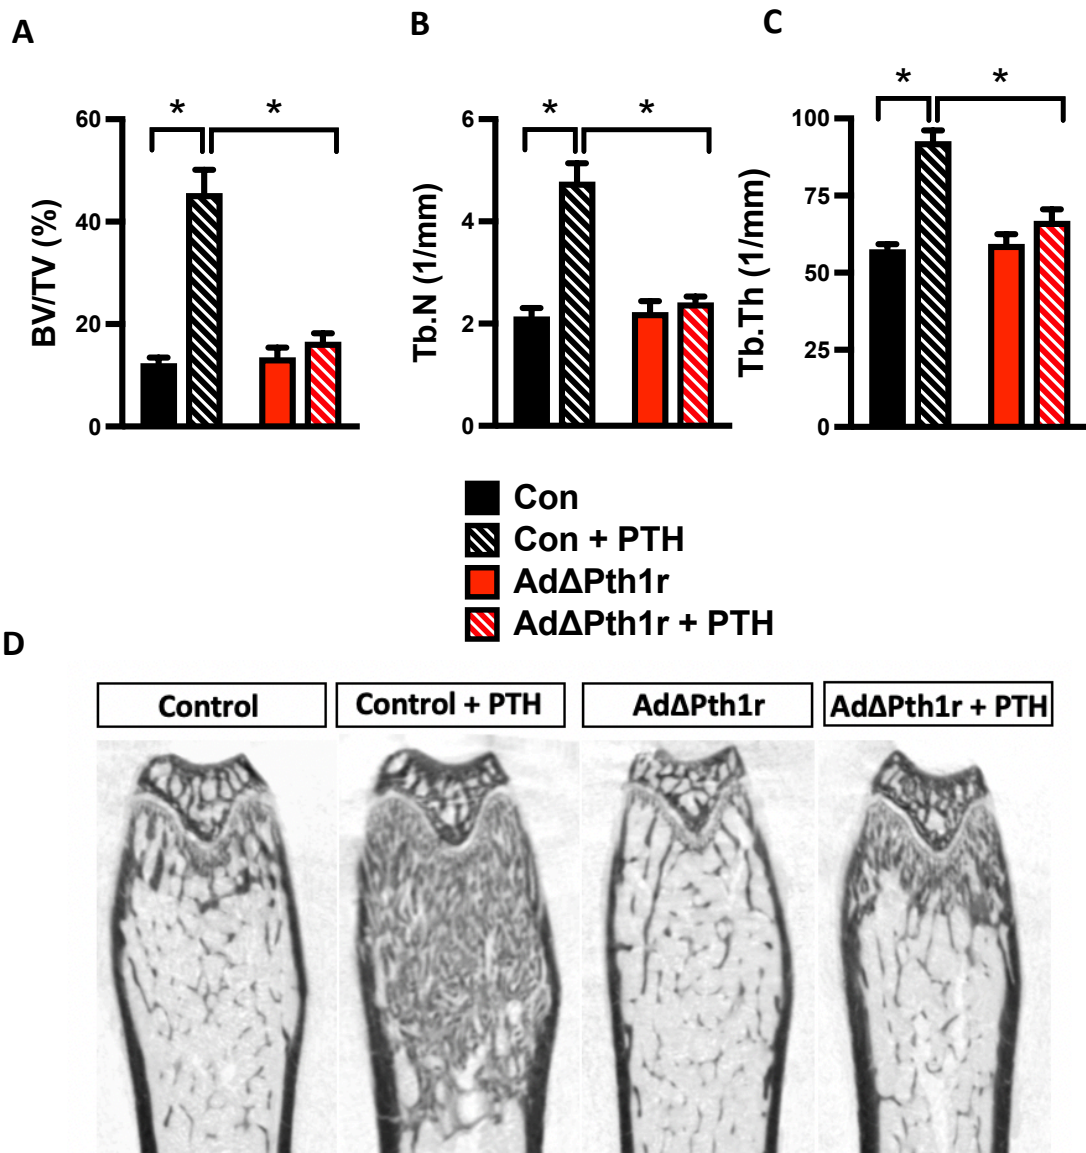 A
B
C
60
40
20
0
BV/TV (%)
*
*
6
4
2
0
Tb.N (1/mm)
*
*
100
75
50
25
0
Tb.Th (1/mm)
*
*
Con
Con + PTH
AdΔPth1r
AdΔPth1r + PTH
D
Control
Control + PTH
AdΔPth1r
AdΔPth1r + PTH